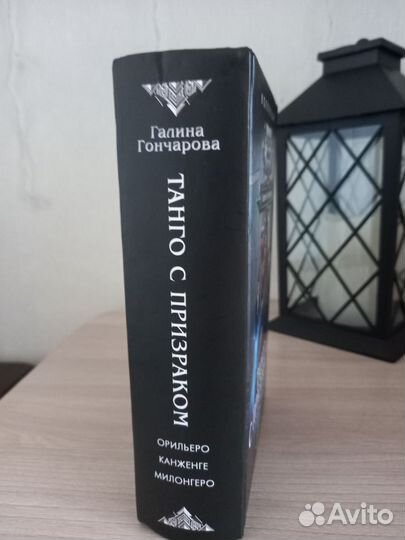 Галина
Гончарова
ТАНГО С ПРИЗРАКОМ
ОРИЛЬЕРО
КАНЖЕНГЕ
МИЛОНГЕРО
Avito